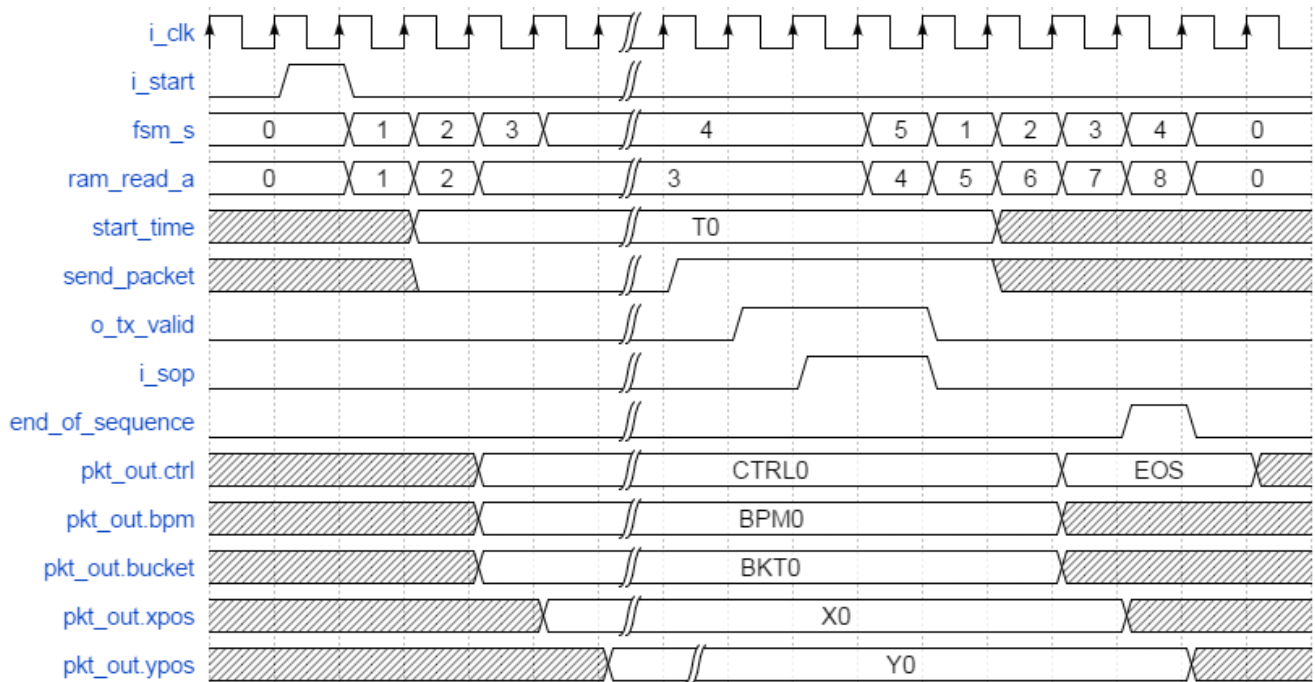 i_clk
i_start
fsm_s 0 1 2 3 4 5 1 2 3 4 0
ram_read_a 0 1 2 3 4 5 6 7 8 0
start_time T0
send_packet
o_tx_valid
i_sop
end_of_sequence
pkt_out.ctrl CTRL0 EOS
pkt_out.bpm BPM0
pkt_out.bucket BKT0
pkt_out.xpos X0
pkt_out.ypos Y0